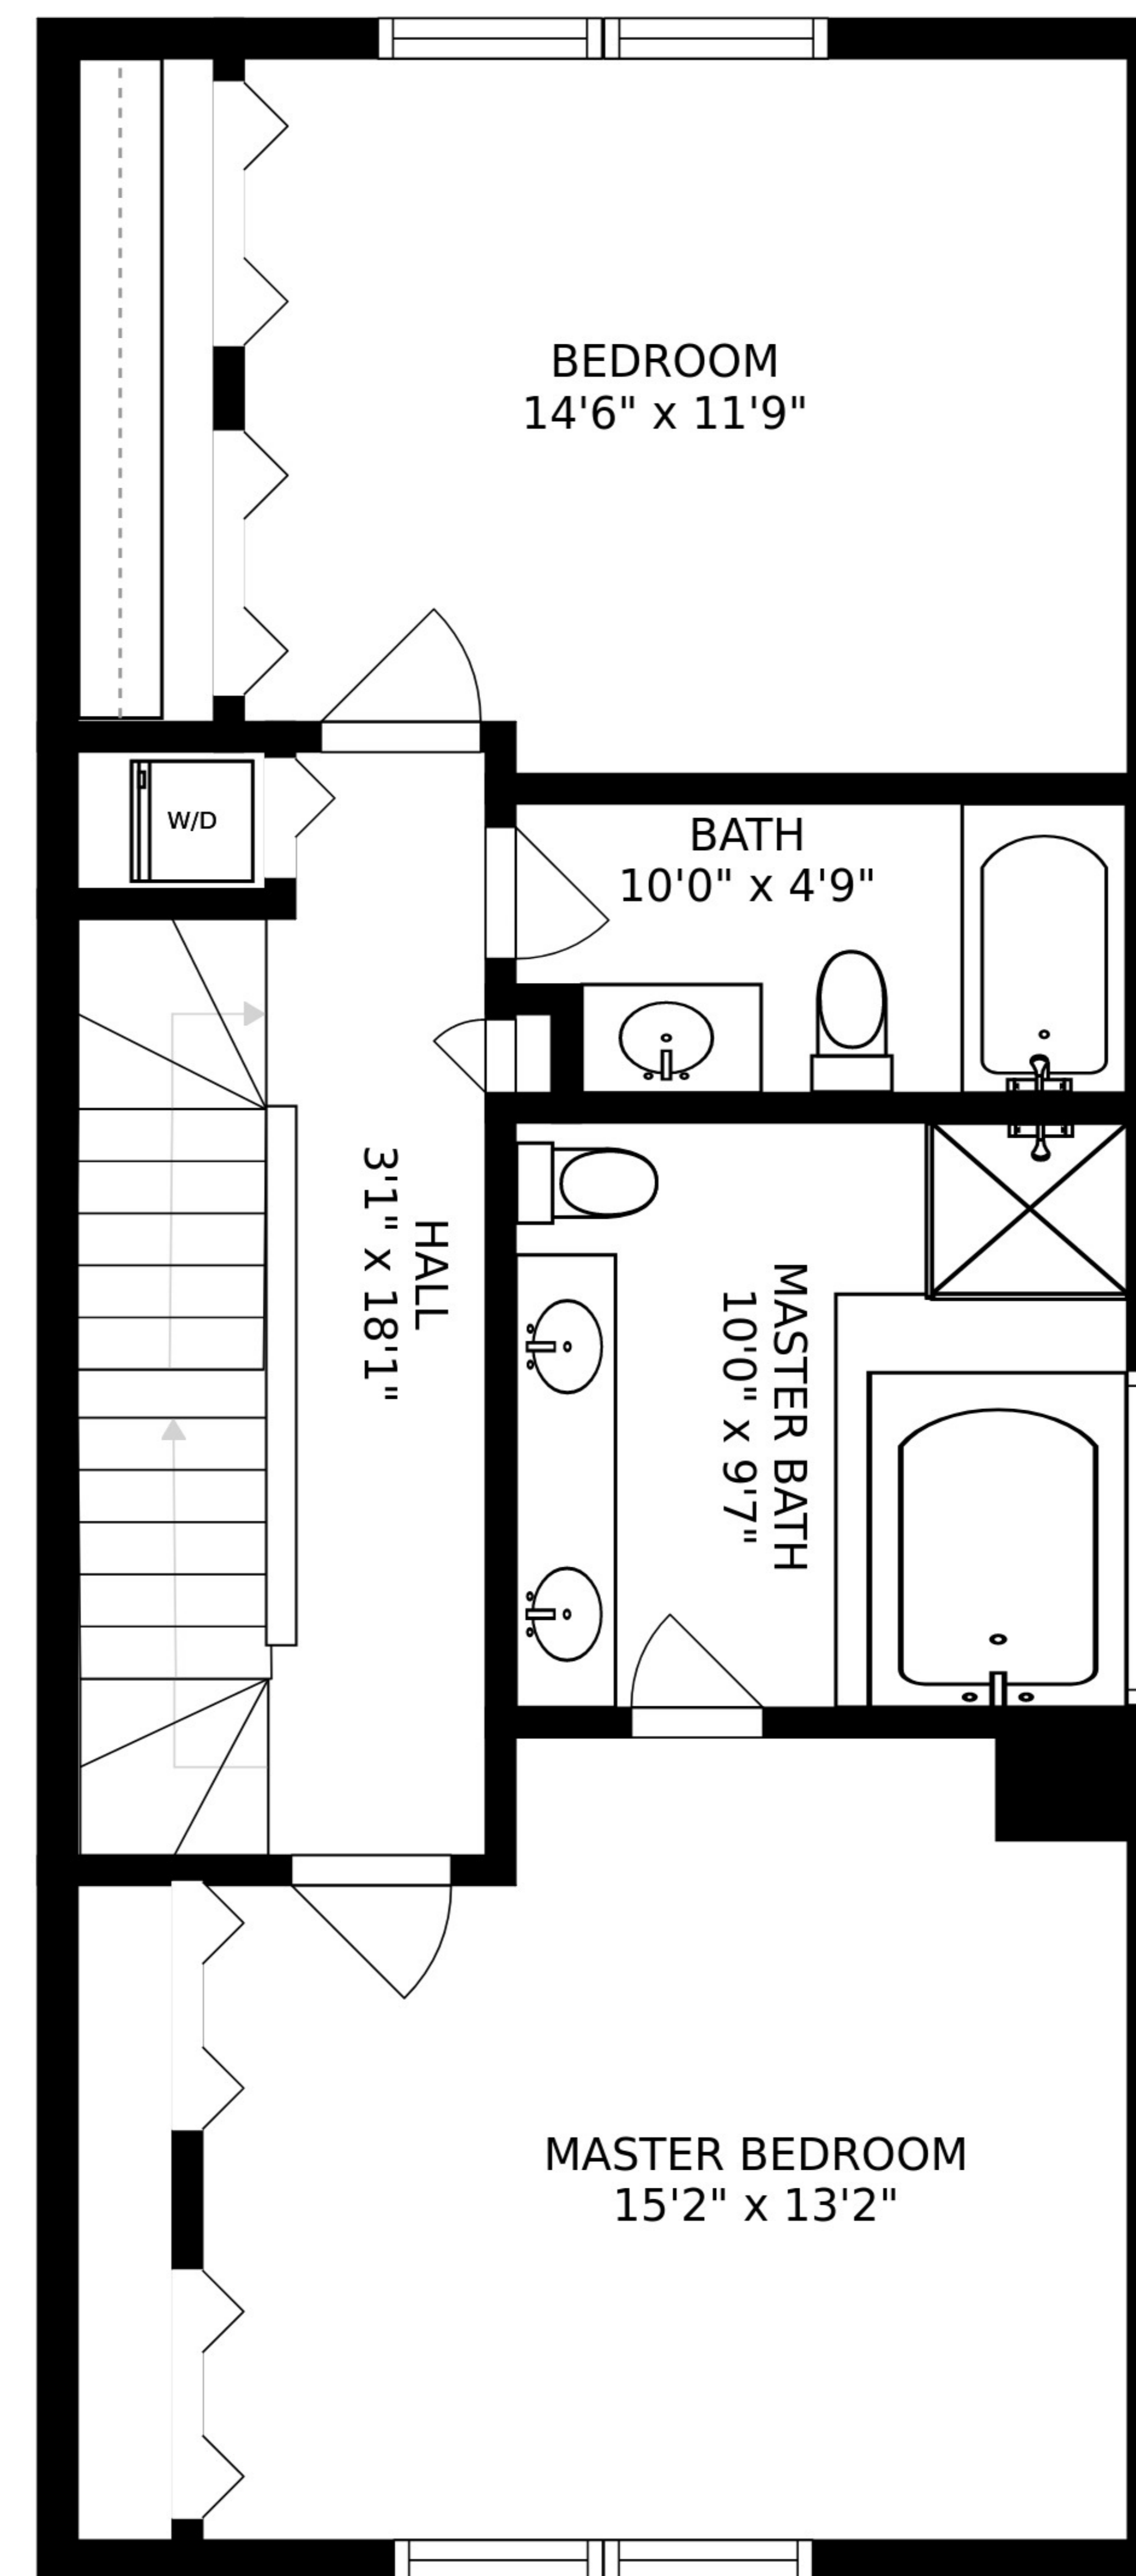 BEDROOM
14'6" x 11'9"
W/D
BATH
10'0" x 4'9"
HALL
3'1" x 18'1"
MASTER BATH
10'0" x 9'7"
MASTER BEDROOM
15'2" x 13'2"